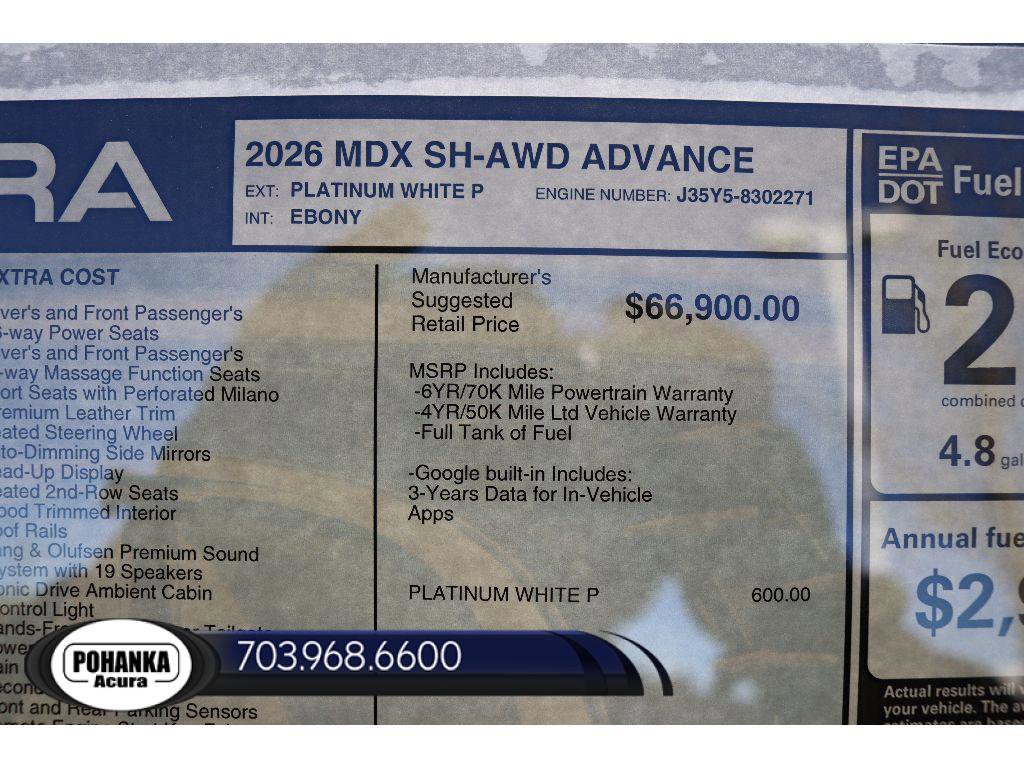 RA
2026 MDX SH-AWD ADVANCE
EXT: PLATINUM WHITE P
ENGINE NUMBER: J35Y5-8302271
INT: EBONY
XTRA COST
ver's and Front Passenger's
-way Power Seats
ver's and Front Passenger's
-way Massage Function Seats
ort Seats with Perforated Milano
remium Leather Trim
eated Steering Wheel
to-Dimming Side Mirrors
ead-Up Display
eated 2nd-Row Seats
ood Trimmed Interior
oof Rails
ang & Olufsen Premium Sound
ystem with 19 Speakers
onic Drive Ambient Cabin
ontrol Light
ont and Rear Parking Sensors
Manufacturer's
Suggested
Retail Price
$66,900.00
MSRP Includes:
-6YR/70K Mile Powertrain Warranty
-4YR/50K Mile Ltd Vehicle Warranty
-Full Tank of Fuel
-Google built-in Includes:
3-Years Data for In-Vehicle
Apps
PLATINUM WHITE P 600.00
EPA
DOT
Fuel
Fuel Eco
2
combined
4.8 gal
Annual fue
$2,
Actual results will
your vehicle. The
estimates are base
POHANKA
Acura
703.968.6600